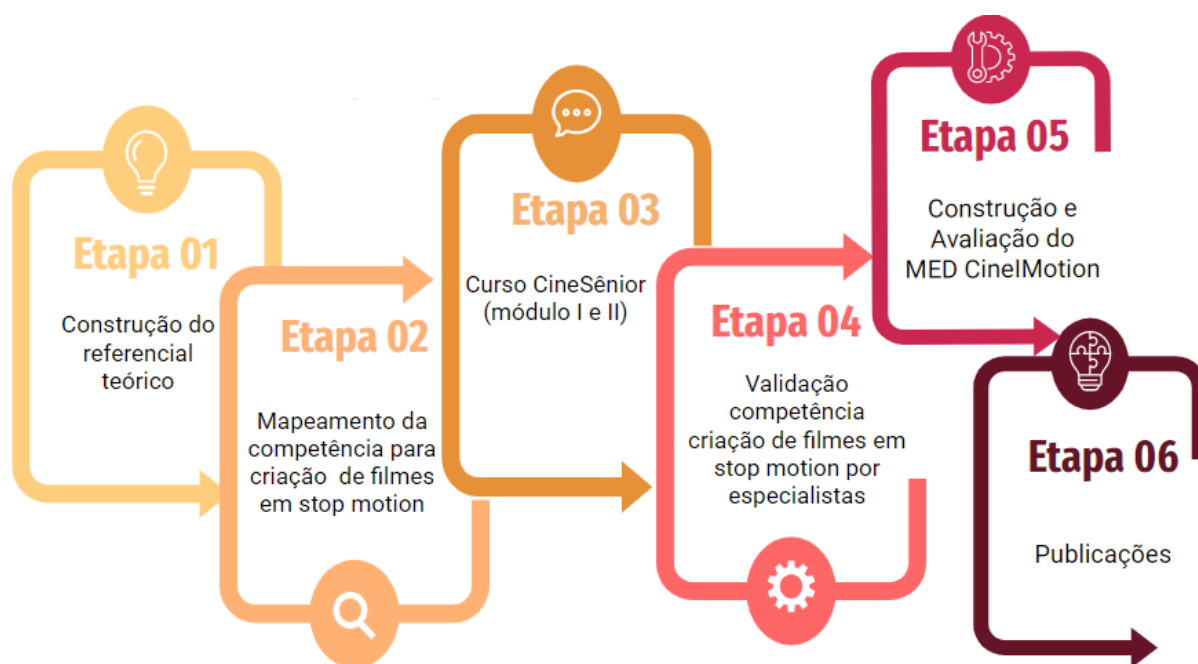 Etapa 01
Construção do
referencial
teórico
Etapa 02
Mapeamento da
competência para
criação de filmes
em stop motion
Etapa 03
Curso CineSênior
(módulo I e II)
Etapa 04
Validação
competência
criação de filmes em
stop motion por
especialistas
Etapa 05
Construção e
Avaliação do
MED CineIMotion
Etapa 06
Publicações